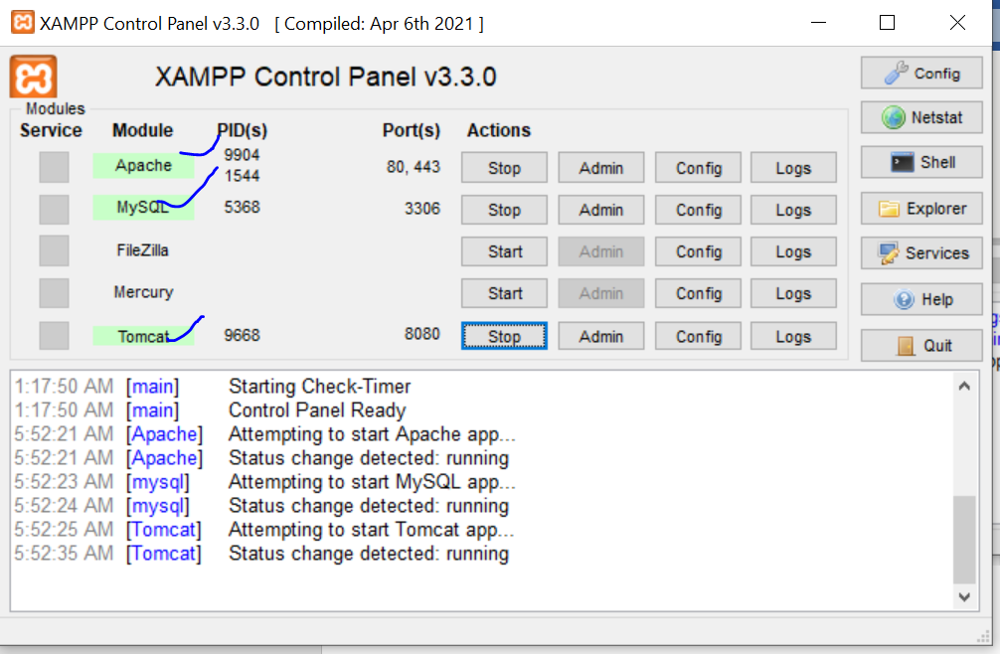 XAMPP Control Panel v3.3.0 [ Compiled: Apr 6th 2021 ]
XAMPP Control Panel v3.3.0
Config
Modules
Service Module PID(s) Port(s) Actions
Netstat
Apache 9904 1544 80, 443 Stop Admin Config Logs
Shell
MySQL 5368 3306 Stop Admin Config Logs
Explorer
FileZilla Start Admin Config Logs
Services
Mercury Start Admin Config Logs
Help
Tomcat 9668 8080 Stop Admin Config Logs
Quit
1:17:50 AM [main] Starting Check-Timer
1:17:50 AM [main] Control Panel Ready
5:52:21 AM [Apache] Attempting to start Apache app...
5:52:21 AM [Apache] Status change detected: running
5:52:23 AM [mysql] Attempting to start MySQL app...
5:52:24 AM [mysql] Status change detected: running
5:52:25 AM [Tomcat] Attempting to start Tomcat app...
5:52:35 AM [Tomcat] Status change detected: running